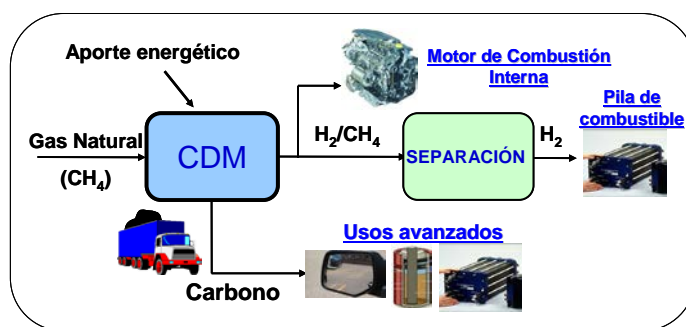 Aporte energético
Motor de Combustión
Interna
Pila de
combustible
Gas Natural
(CH₄)
CDM
H₂/CH₄
SEPARACIÓN
H₂
Usos avanzados
Carbono